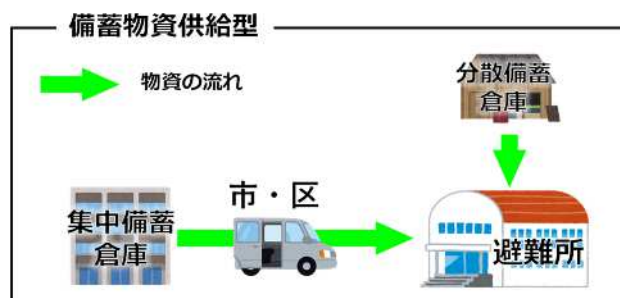 備蓄物資供給型
物資の流れ
分散備蓄
倉庫
市・区
集中備蓄
倉庫
避難所